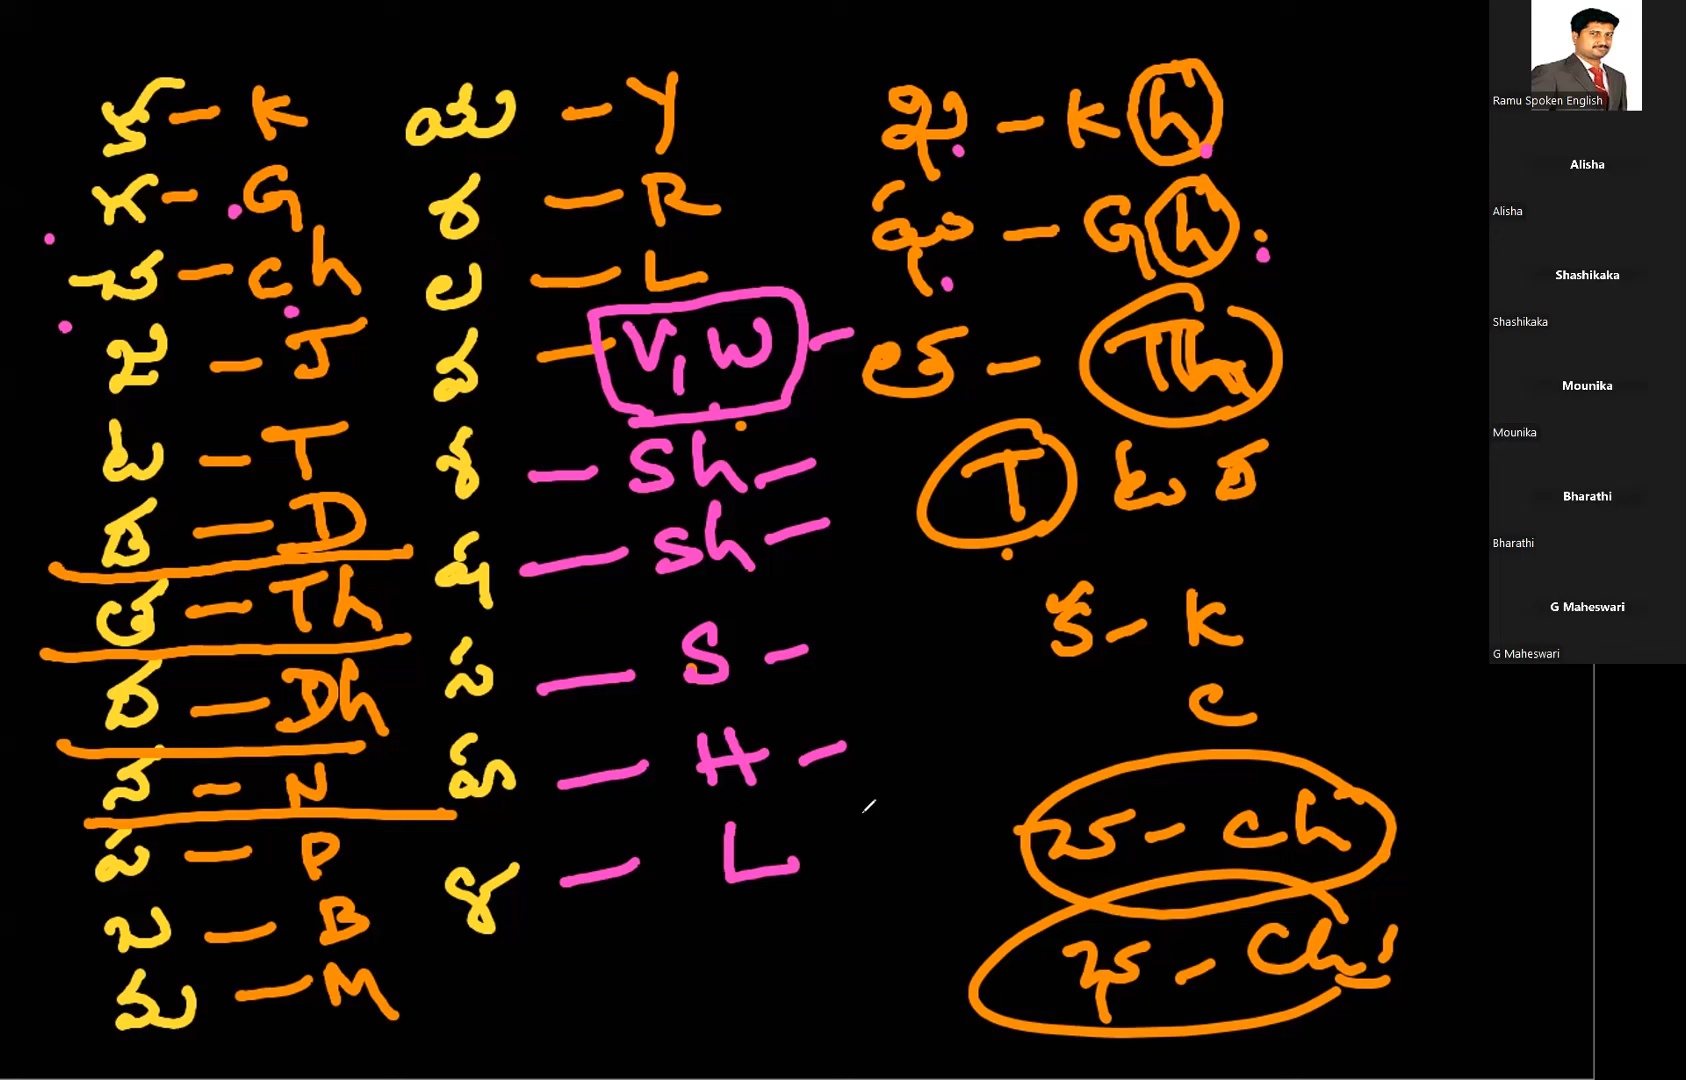 క - K
గ - G
చ - ch
జ - J
ట - T
డ - D
త - Th
ద - Dh
న - N
ప - P
బ - B
మ - M
య - Y
ర - R
ల - L
వ - V, W
శ - Sh -
ష - sh -
స - S -
హ - H -
ళ - L
ఖ - Kh
ఘ - Gh
త - Th
T ట
క - K
C
చ - ch
ఛ - Ch
Ramu Spoken English
Alisha
Alisha
Shashikaka
Shashikaka
Mounika
Mounika
Bharathi
Bharathi
G Maheswari
G Maheswari